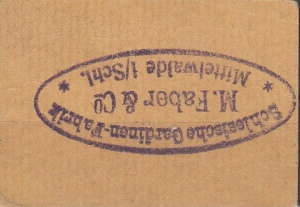 Schlesische Gardinen-Fabrik
M. Faber & Co
Mittelwalde i/Schl.